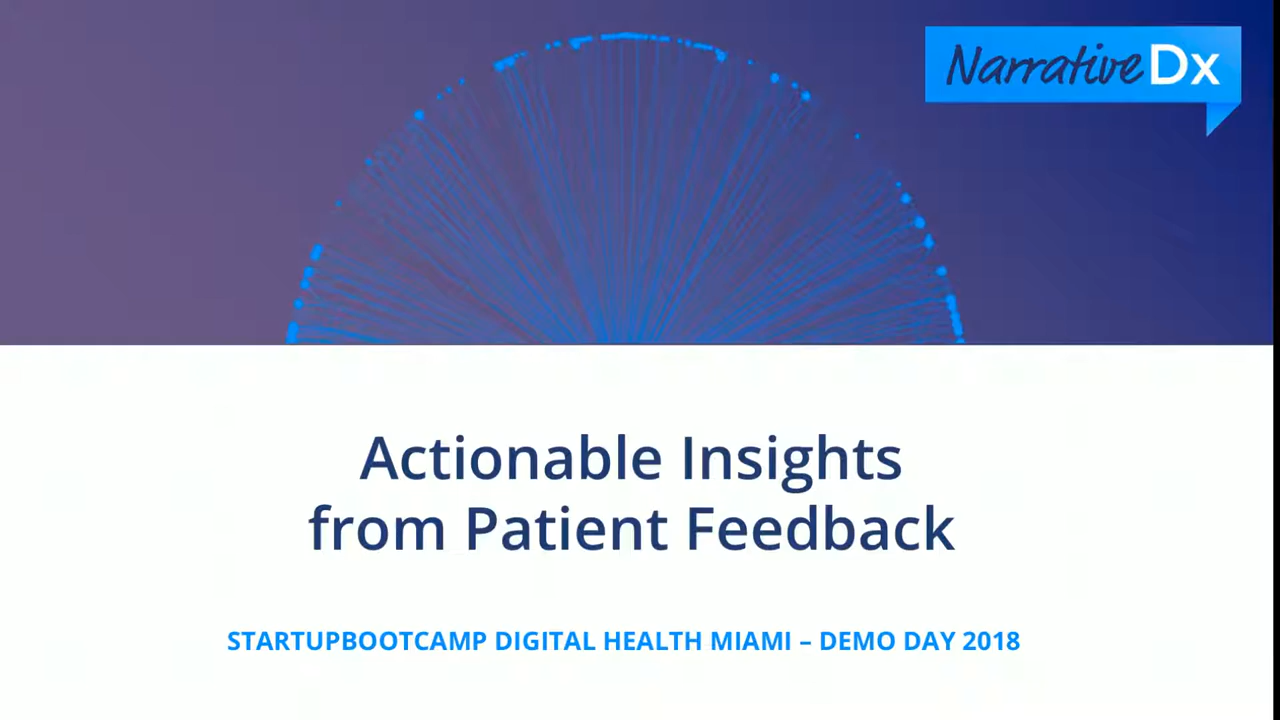 NarrativeDx
Actionable Insights
from Patient Feedback
STARTUPBOOTCAMP DIGITAL HEALTH MIAMI – DEMO DAY 2018